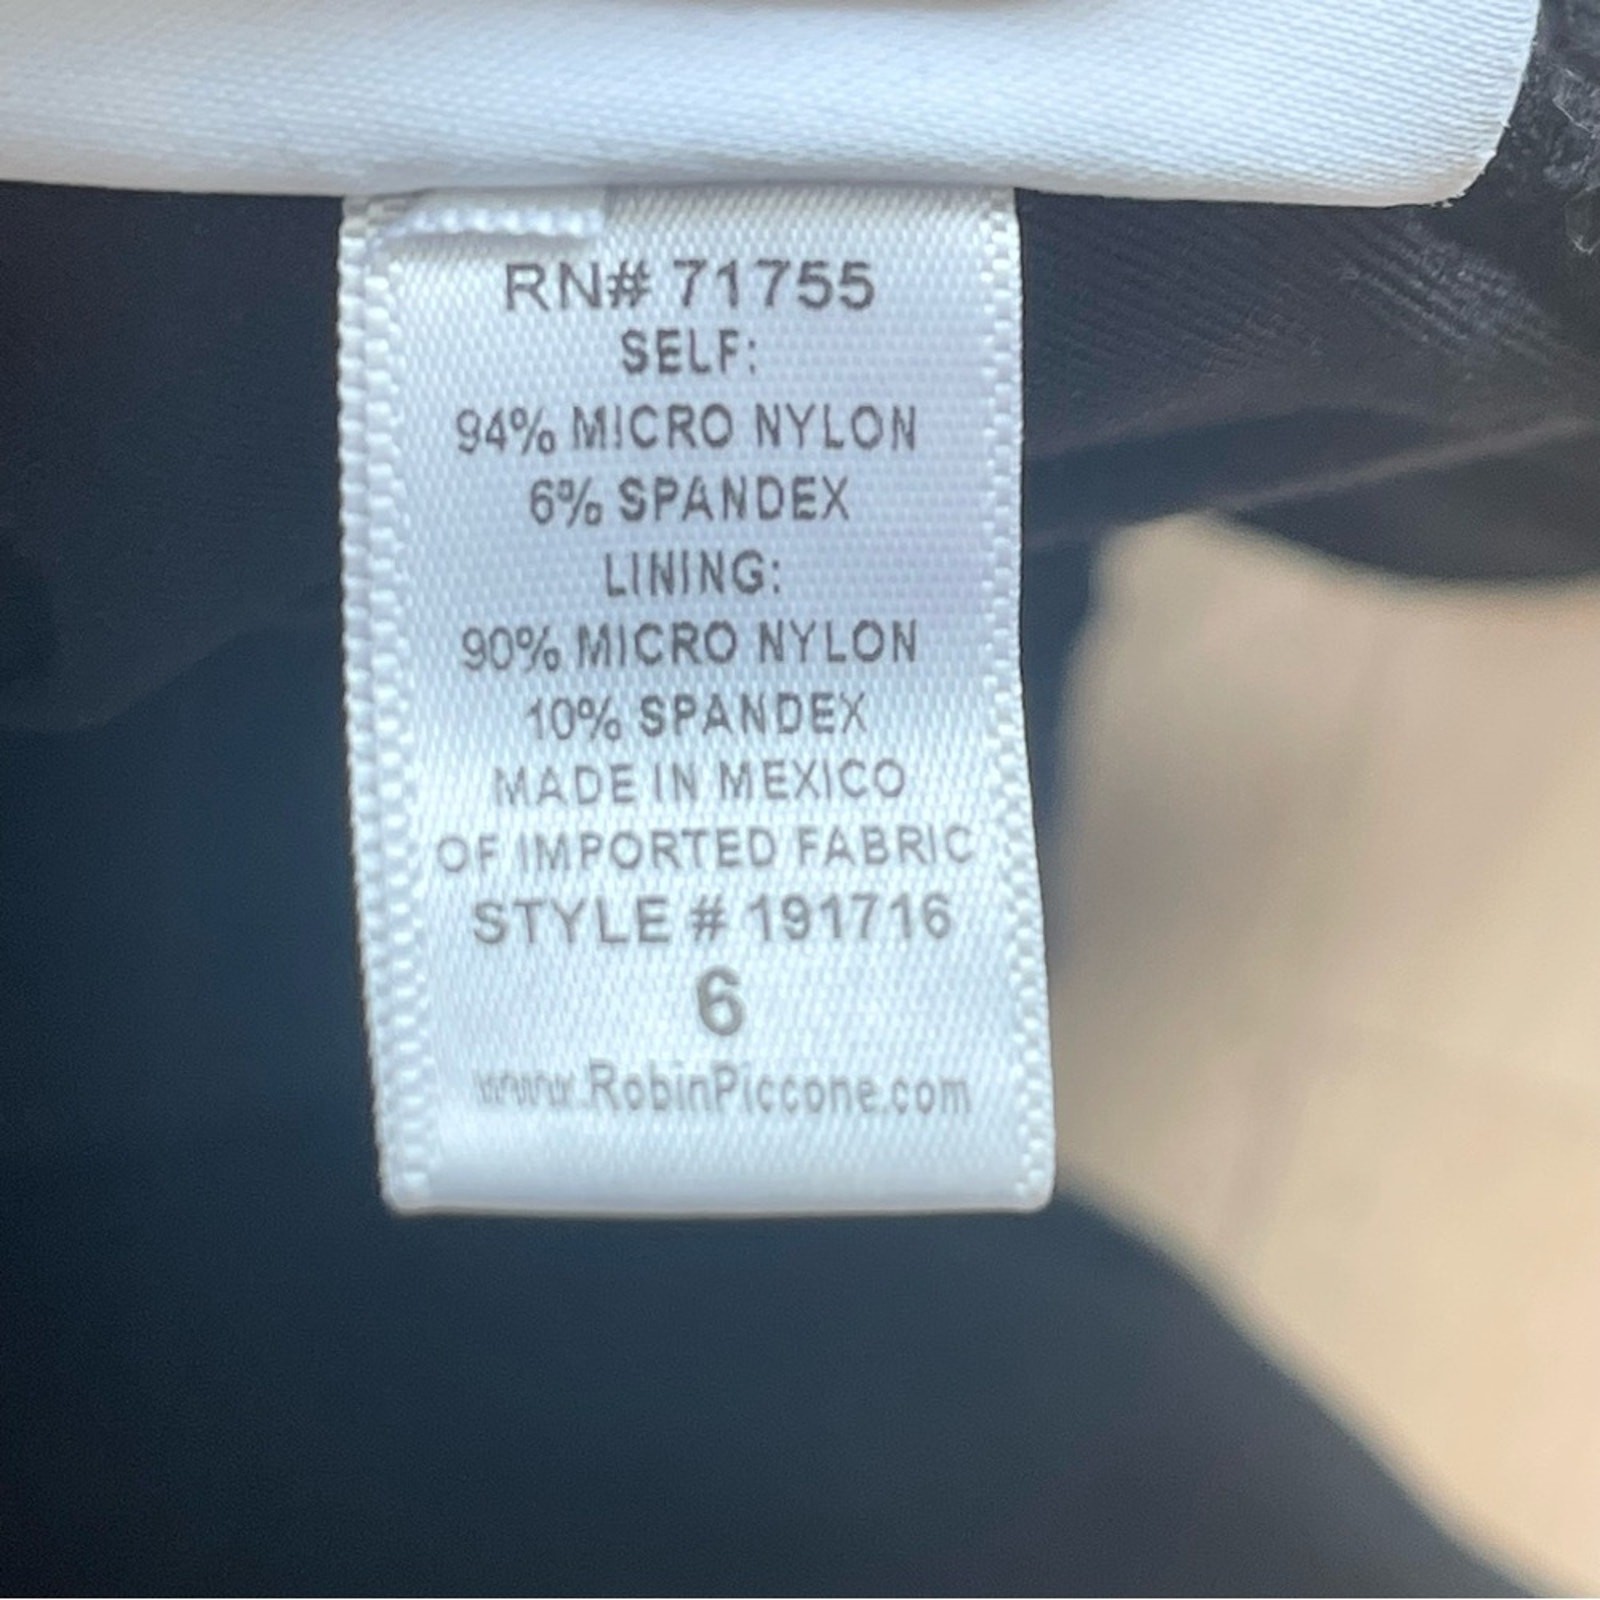 RN# 71755
SELF:
94% MICRO NYLON
6% SPANDEX
LINING:
90% MICRO NYLON
10% SPANDEX
MADE IN MEXICO
OF IMPORTED FABRIC
STYLE # 191716
6
www.RobinPiccone.com